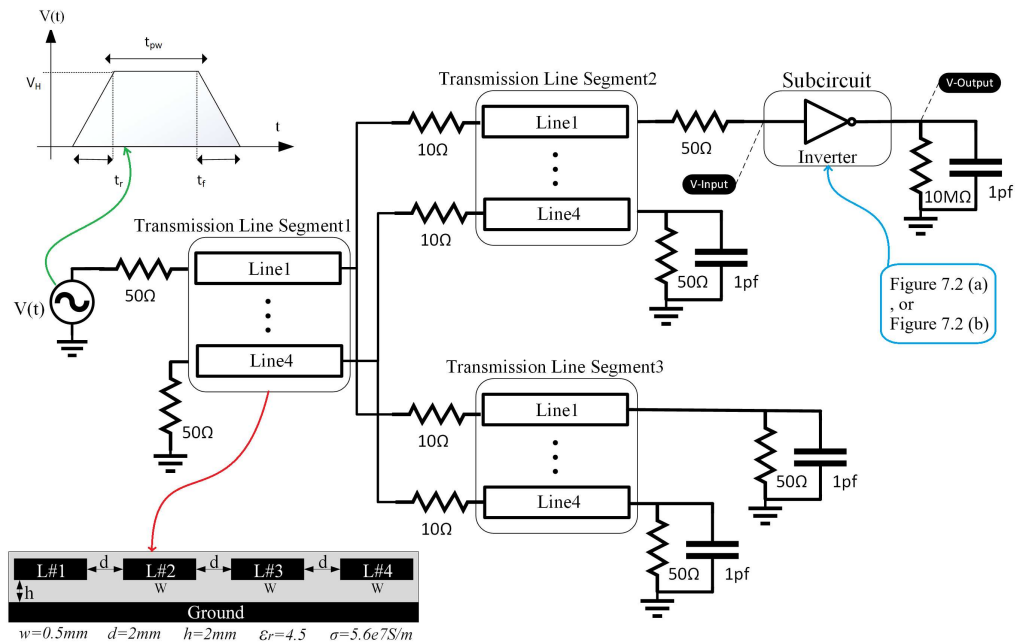 V(t)
t_pw
V_H
t
t_r
t_f
Transmission Line Segment2
Line1
Line4
10Ω
10Ω
50Ω
50Ω
1pf
V-Input
Subcircuit
Inverter
V-Output
10MΩ
1pf
Figure 7.2 (a)
, or
Figure 7.2 (b)
Transmission Line Segment1
Line1
Line4
V(t)
50Ω
50Ω
Transmission Line Segment3
Line1
Line4
10Ω
10Ω
50Ω
1pf
50Ω
1pf
L#1
d
L#2
d
L#3
d
L#4
h
W
W
W
Ground
w=0.5mm d=2mm h=2mm εr=4.5 σ=5.6e7S/m